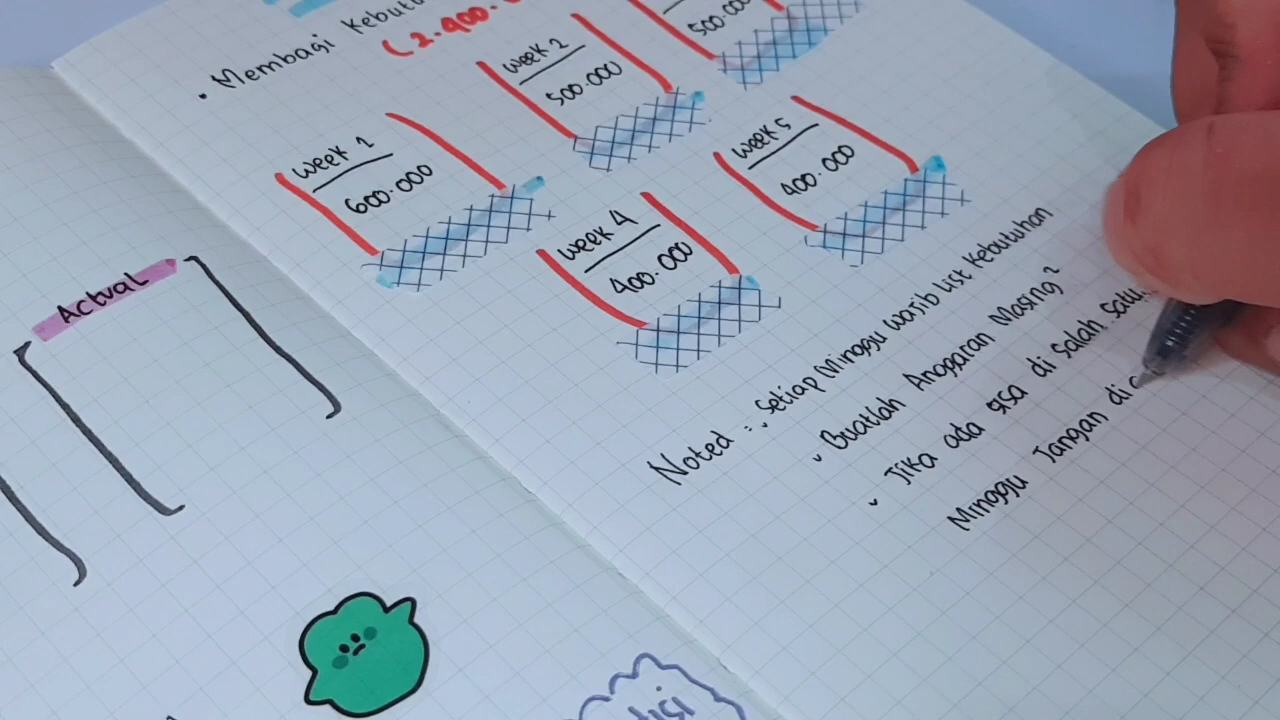 Membagi
(2.400.
Week 1
600.000
Week 2
500.000
500.000
Week 4
400.000
Week 5
400.000
Noted : Setiap Minggu wajib List Kebutuhan
Buatlah Anggaran Masing²
Jika ada sisa di salah satu
Minggu Jangan di
Actual